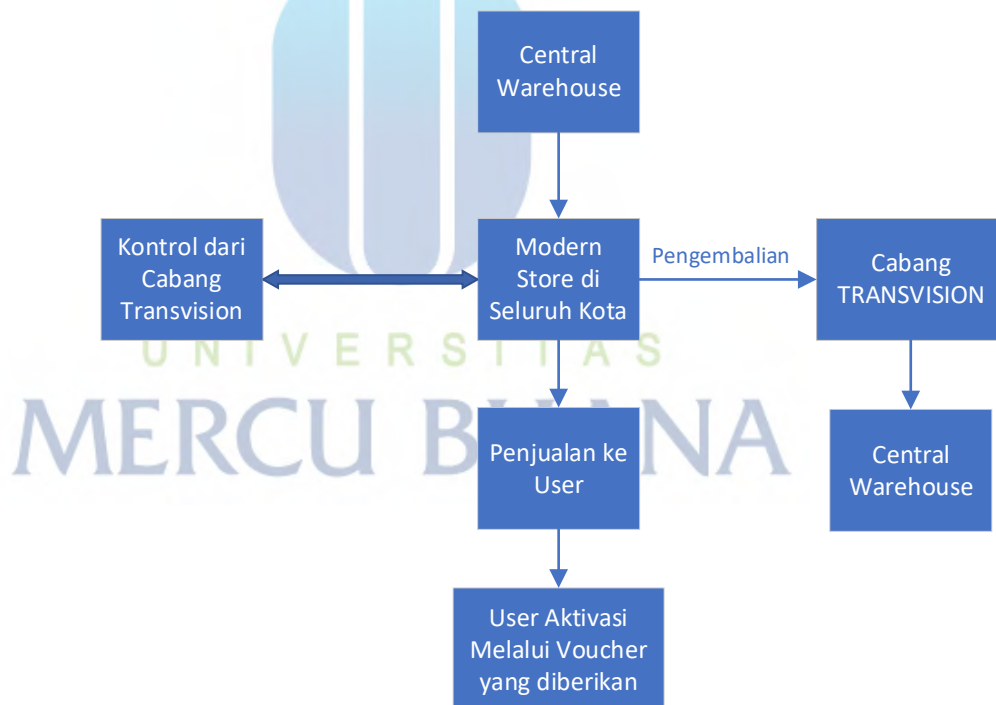 Central
Warehouse
Kontrol dari
Cabang
Transvision
Modern
Store di
Seluruh Kota
Pengembalian
Cabang
TRANSVISION
UNIVERSITAS
MERCU BUANA
Penjualan ke
User
Central
Warehouse
User Aktivasi
Melalui Voucher
yang diberikan